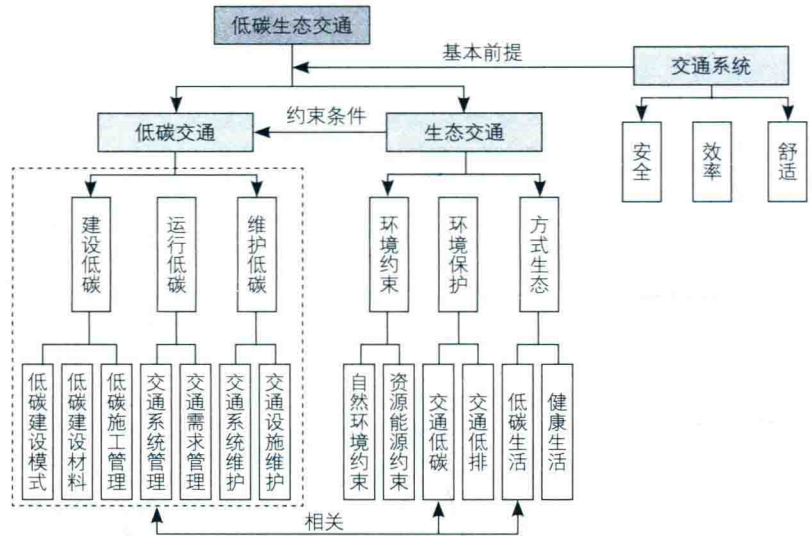 低碳生态交通
基本前提
交通系统
低碳交通
约束条件
生态交通
安全
效率
舒适
建设低碳
运行低碳
维护低碳
环境约束
环境保护
方式生态
低碳建设模式
低碳建设材料
低碳施工管理
交通系统管理
交通需求管理
交通系统维护
交通设施维护
自然环境约束
资源能源约束
交通低碳
交通低排
低碳生活
健康生活
相关